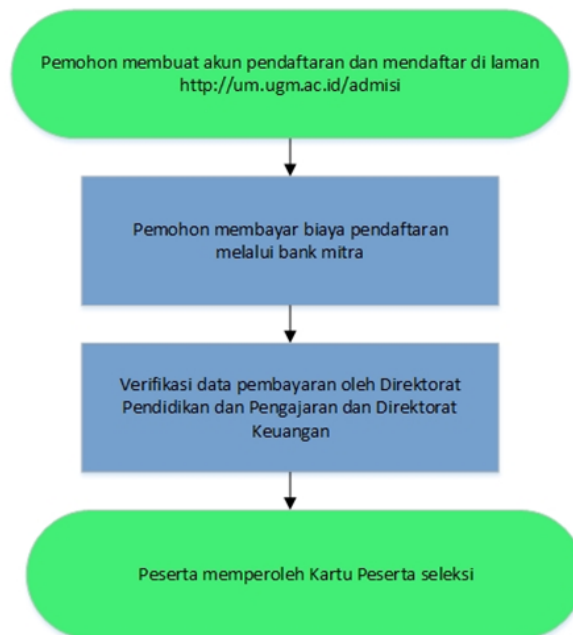 Pemohon membuat akun pendaftaran dan mendaftar di laman
http://um.ugm.ac.id/admisi
Pemohon membayar biaya pendaftaran
melalui bank mitra
Verifikasi data pembayaran oleh Direktorat
Pendidikan dan Pengajaran dan Direktorat
Keuangan
Peserta memperoleh Kartu Peserta seleksi